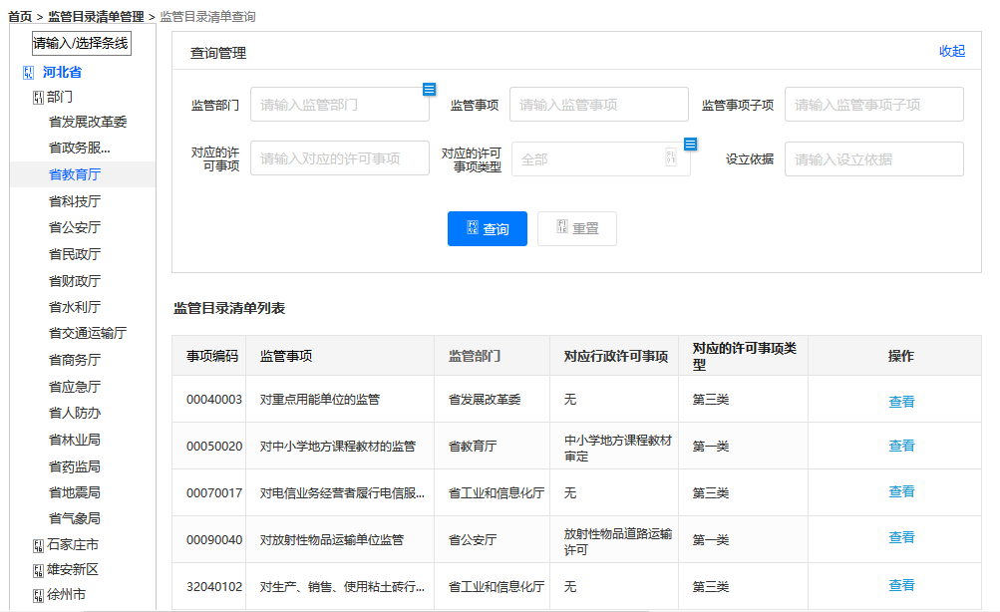 首页 > 监管目录清单管理 > 监管目录清单查询
请输入/选择条线
河北省
部门
省发展改革委
省政务服...
省教育厅
省科技厅
省公安厅
省民政厅
省财政厅
省水利厅
省交通运输厅
省商务厅
省应急厅
省人防办
省林业局
省药监局
省地震局
省气象局
石家庄市
雄安新区
徐州市
查询管理
收起
监管部门 请输入监管部门 监管事项 请输入监管事项 监管事项子项 请输入监管事项子项
对应的许
可事项
请输入对应的许可事项
对应的许可
事项类型
全部
设立依据 请输入设立依据
查询 重置
监管目录清单列表
事项编码 监管事项 监管部门 对应行政许可事项
对应的许可事项类
型
操作
00040003 对重点用能单位的监管 省发展改革委 无 第三类 查看
00050020 对中小学地方课程教材的监管 省教育厅
中小学地方课程教材
审定
第一类 查看
00070017 对电信业务经营者履行电信服... 省工业和信息化厅 无 第三类 查看
00090040 对放射性物品运输单位监管 省公安厅
放射性物品道路运输
许可
第一类 查看
32040102 对生产、销售、使用粘土砖行... 省工业和信息化厅 无 第三类 查看